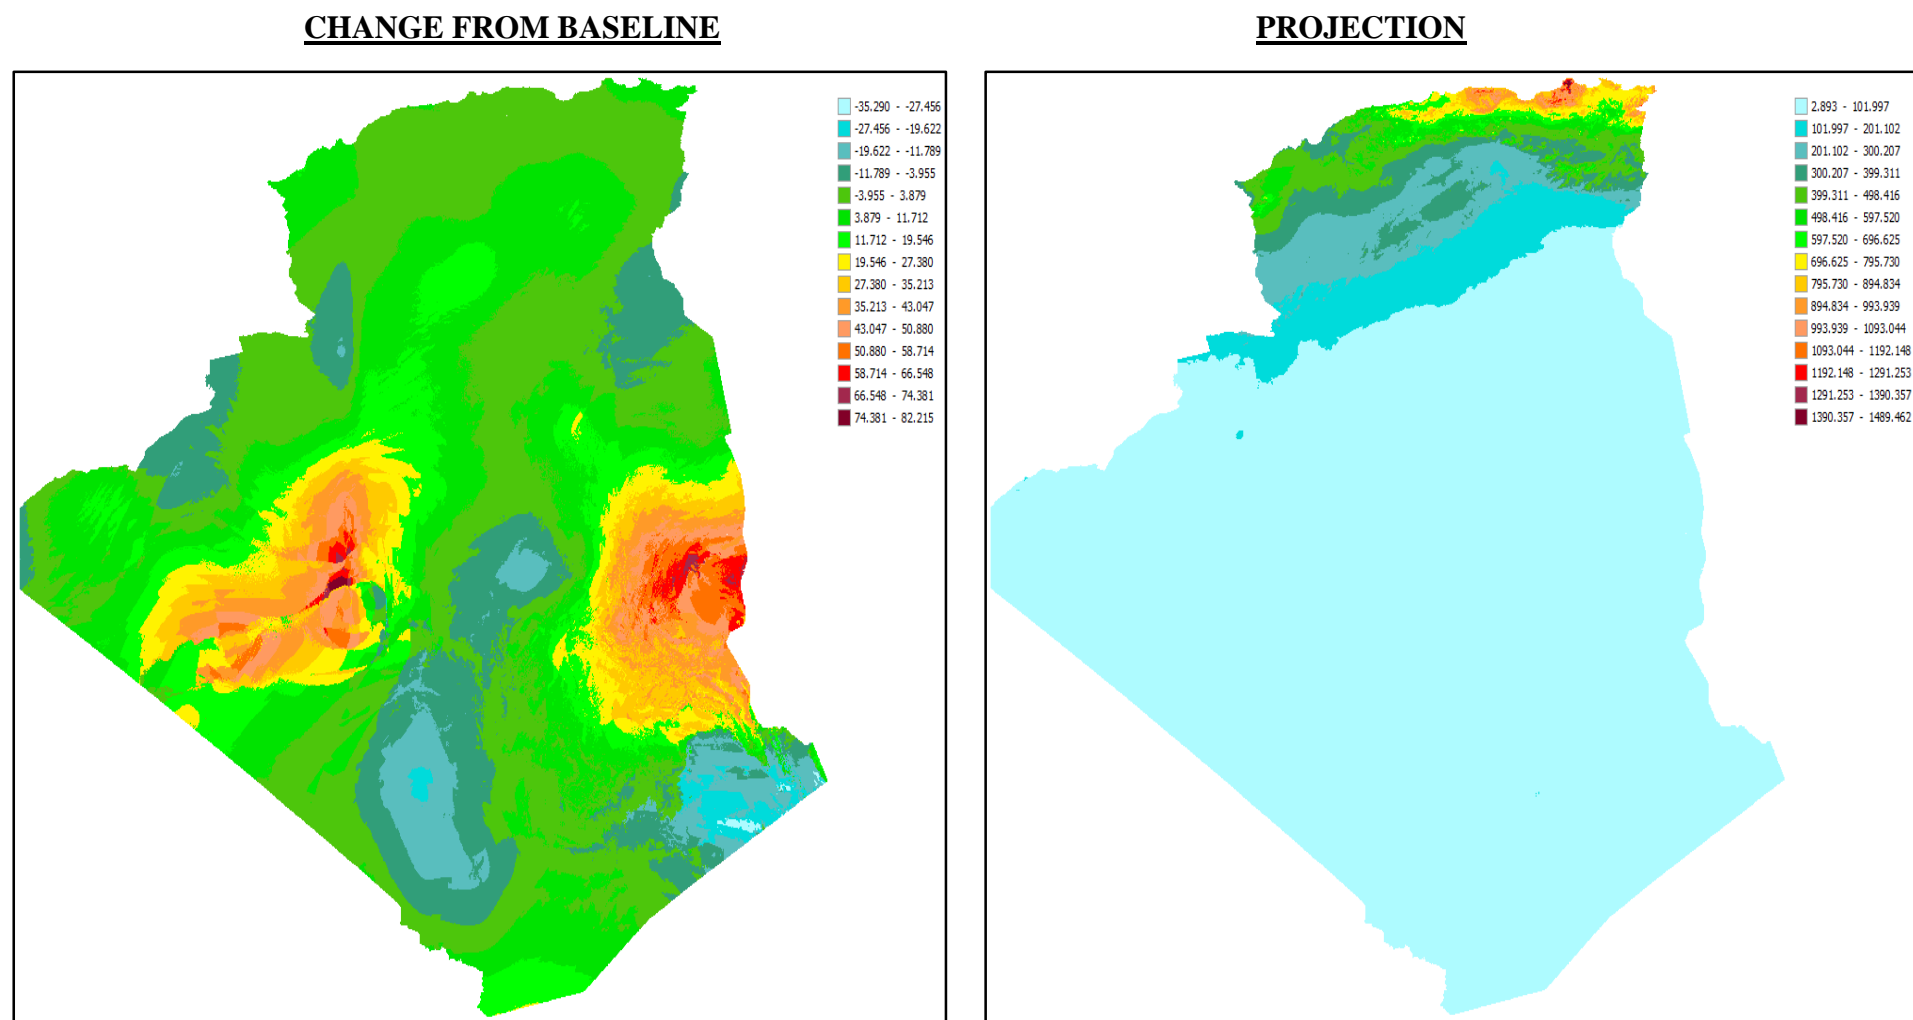 CHANGE FROM BASELINE
PROJECTION
-35.290 - -27.456
-27.456 - -19.622
-19.622 - -11.789
-11.789 - -3.955
-3.955 - 3.879
3.879 - 11.712
11.712 - 19.546
19.546 - 27.380
27.380 - 35.213
35.213 - 43.047
43.047 - 50.880
50.880 - 58.714
58.714 - 66.548
66.548 - 74.381
74.381 - 82.215
2.893 - 101.997
101.997 - 201.102
201.102 - 300.207
300.207 - 399.311
399.311 - 498.416
498.416 - 597.520
597.520 - 696.625
696.625 - 795.730
795.730 - 894.834
894.834 - 993.939
993.939 - 1093.044
1093.044 - 1192.148
1192.148 - 1291.253
1291.253 - 1390.357
1390.357 - 1489.462